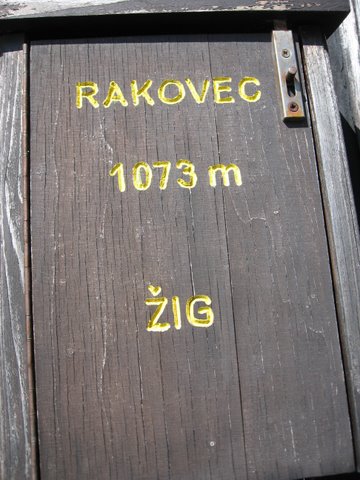 RAKOVEC
1073 m
ŽIG